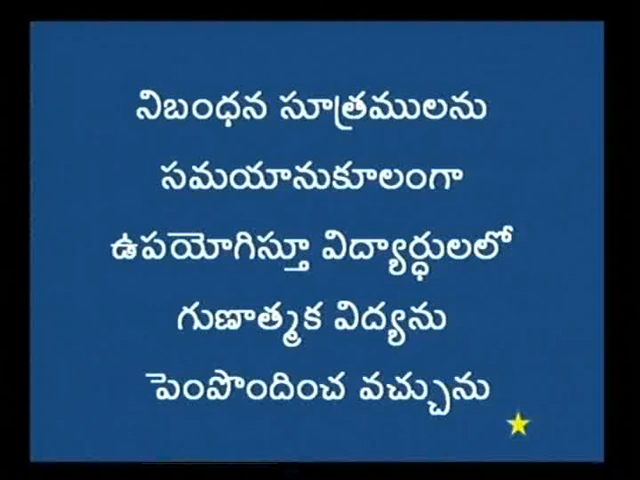 నిబంధన సూత్రములను
సమయానుకూలంగా
ఉపయోగిస్తూ విద్యార్ధులలో
గుణాత్మక విద్యను
పెంపొందించ వచ్చును